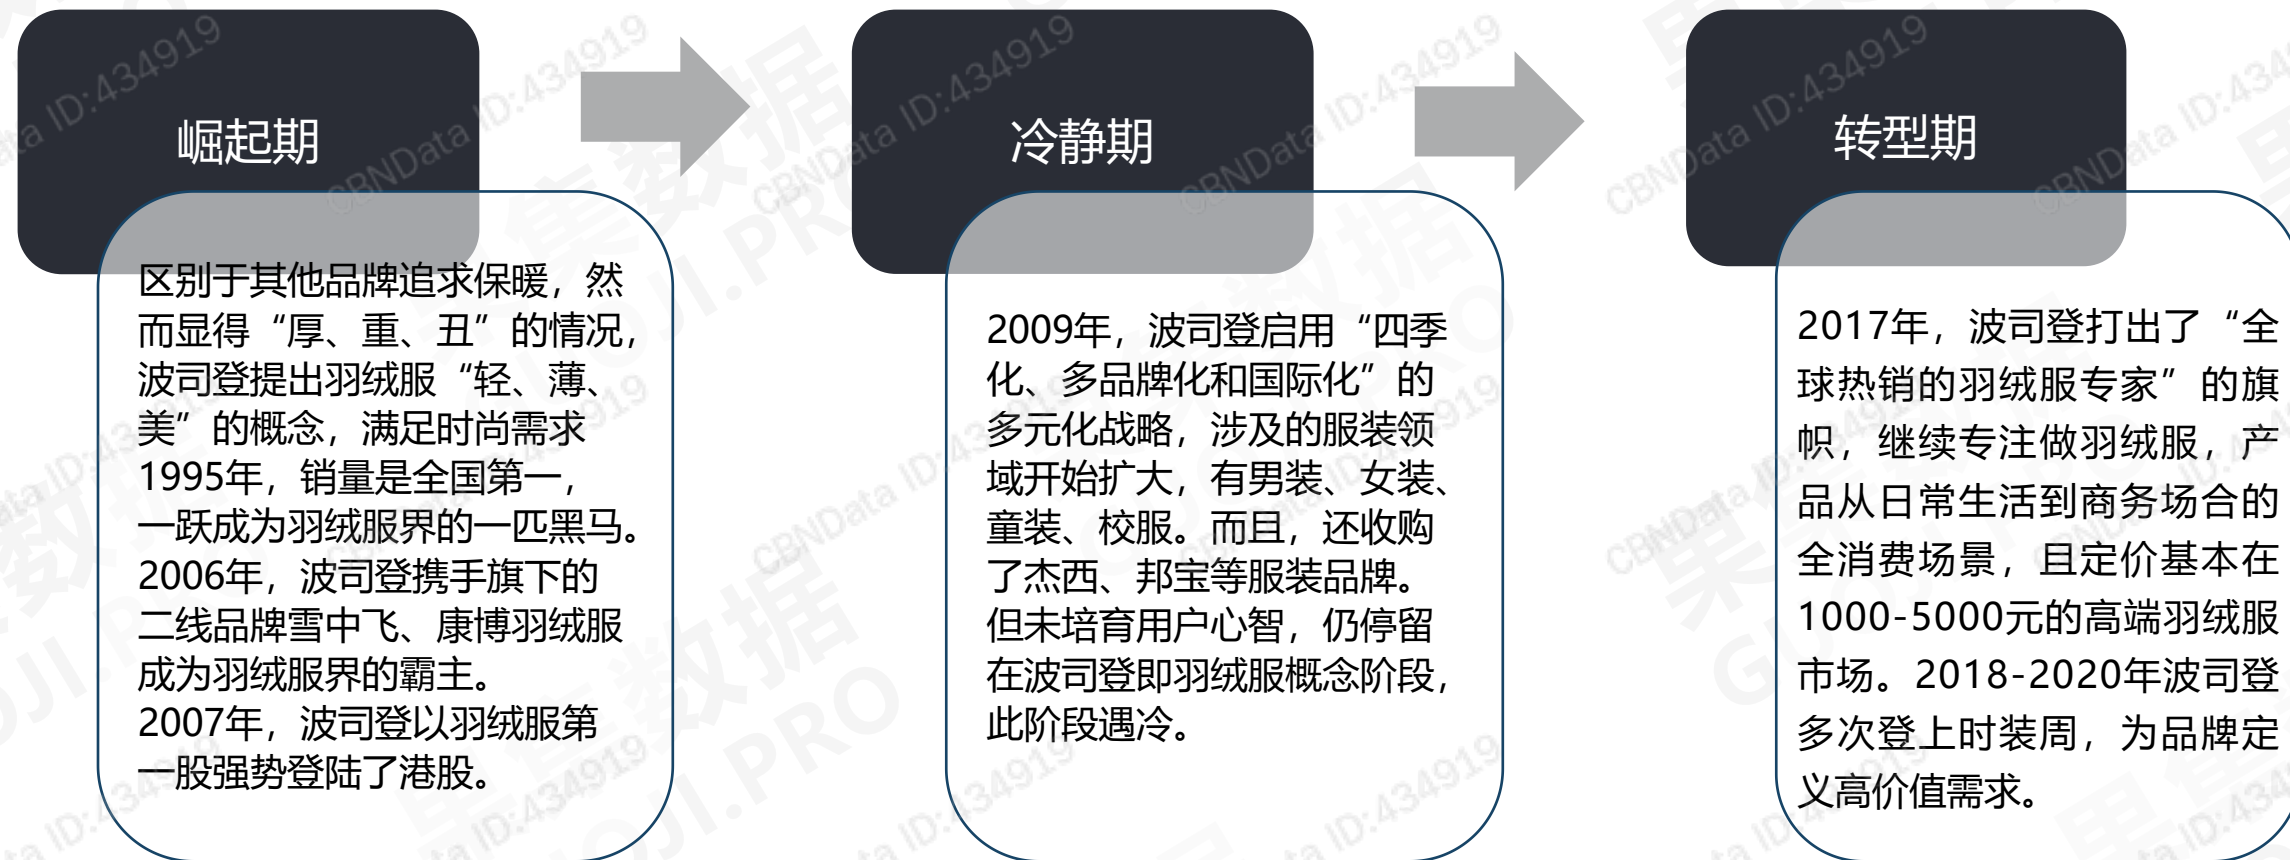 崛起期
区别于其他品牌追求保暖，然
而显得“厚、重、丑”的情况，
波司登提出羽绒服“轻、薄、
美”的概念，满足时尚需求
1995年，销量是全国第一，
一跃成为羽绒服界的一匹黑马。
2006年，波司登携手旗下的
二线品牌雪中飞、康博羽绒服
成为羽绒服界的霸主。
2007年，波司登以羽绒服第
一股强势登陆了港股。
冷静期
2009年，波司登启用“四季
化、多品牌化和国际化”的
多元化战略，涉及的服装领
域开始扩大，有男装、女装、
童装、校服。而且，还收购
了杰西、邦宝等服装品牌。
但未培育用户心智，仍停留
在波司登即羽绒服概念阶段，
此阶段遇冷。
转型期
2017年，波司登打出了“全
球热销的羽绒服专家”的旗
帜，继续专注做羽绒服，产
品从日常生活到商务场合的
全消费场景，且定价基本在
1000-5000元的高端羽绒服
市场。2018-2020年波司登
多次登上时装周，为品牌定
义高价值需求。
CBNData ID:434919
果集数据
GUOJI.PRO